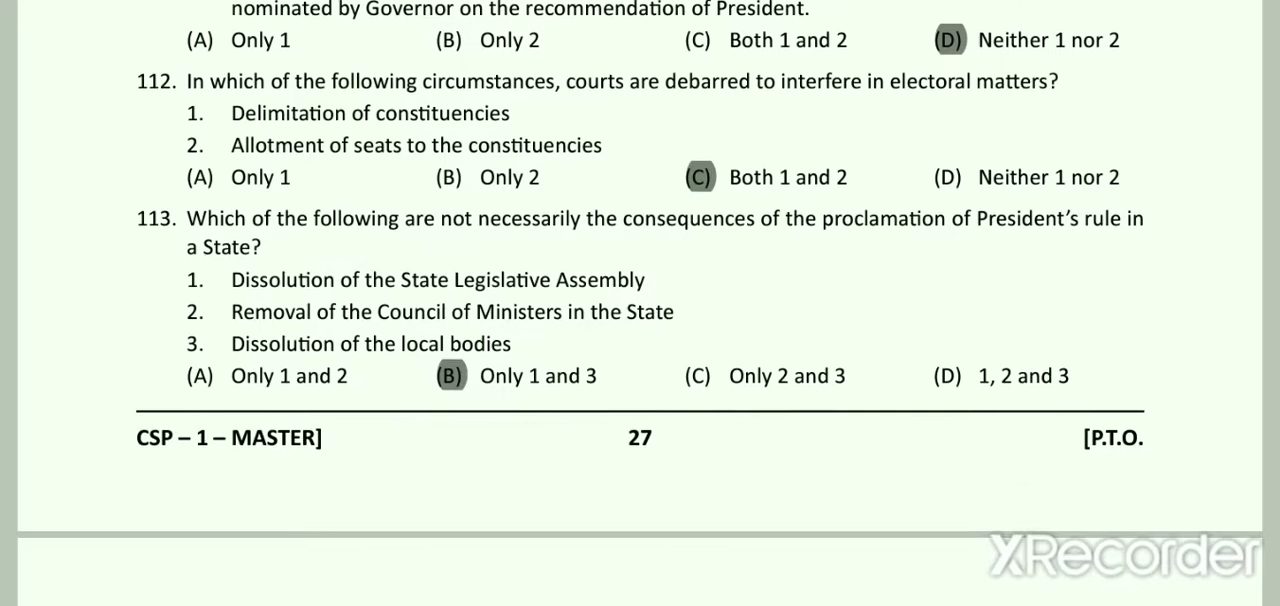 nominated by Governor on the recommendation of President.
(A) Only 1 (B) Only 2 (C) Both 1 and 2 (D) Neither 1 nor 2
112. In which of the following circumstances, courts are debarred to interfere in electoral matters?
1. Delimitation of constituencies
2. Allotment of seats to the constituencies
(A) Only 1 (B) Only 2 (C) Both 1 and 2 (D) Neither 1 nor 2
113. Which of the following are not necessarily the consequences of the proclamation of President’s rule in
a State?
1. Dissolution of the State Legislative Assembly
2. Removal of the Council of Ministers in the State
3. Dissolution of the local bodies
(A) Only 1 and 2 (B) Only 1 and 3 (C) Only 2 and 3 (D) 1, 2 and 3
CSP – 1 – MASTER] 27 [P.T.O.
XRecorder